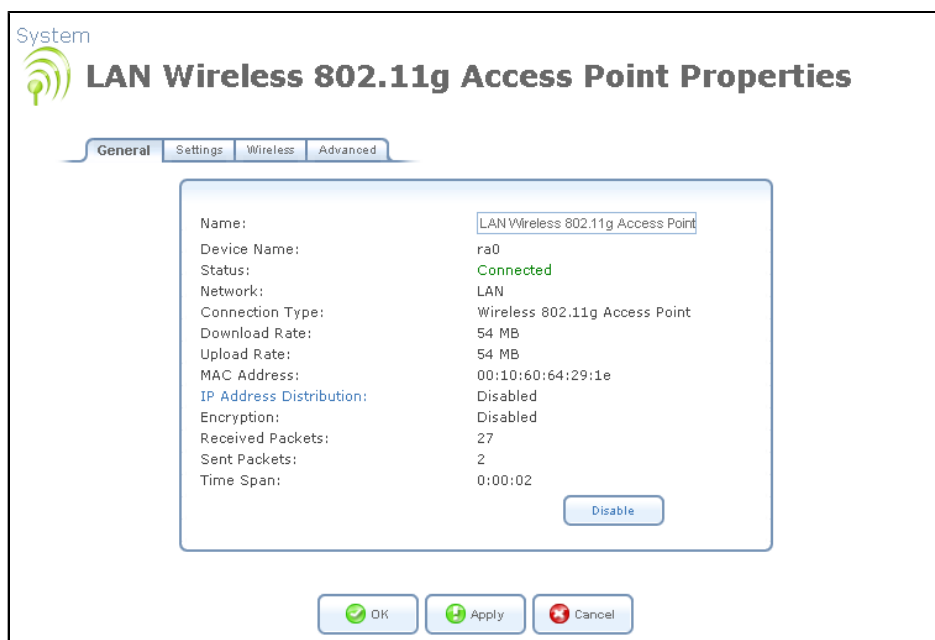 System
LAN Wireless 802.11g Access Point Properties
General Settings Wireless Advanced
Name: LAN Wireless 802.11g Access Point
Device Name: ra0
Status: Connected
Network: LAN
Connection Type: Wireless 802.11g Access Point
Download Rate: 54 MB
Upload Rate: 54 MB
MAC Address: 00:10:60:64:29:1e
IP Address Distribution: Disabled
Encryption: Disabled
Received Packets: 27
Sent Packets: 2
Time Span: 0:00:02
Disable
OK Apply Cancel